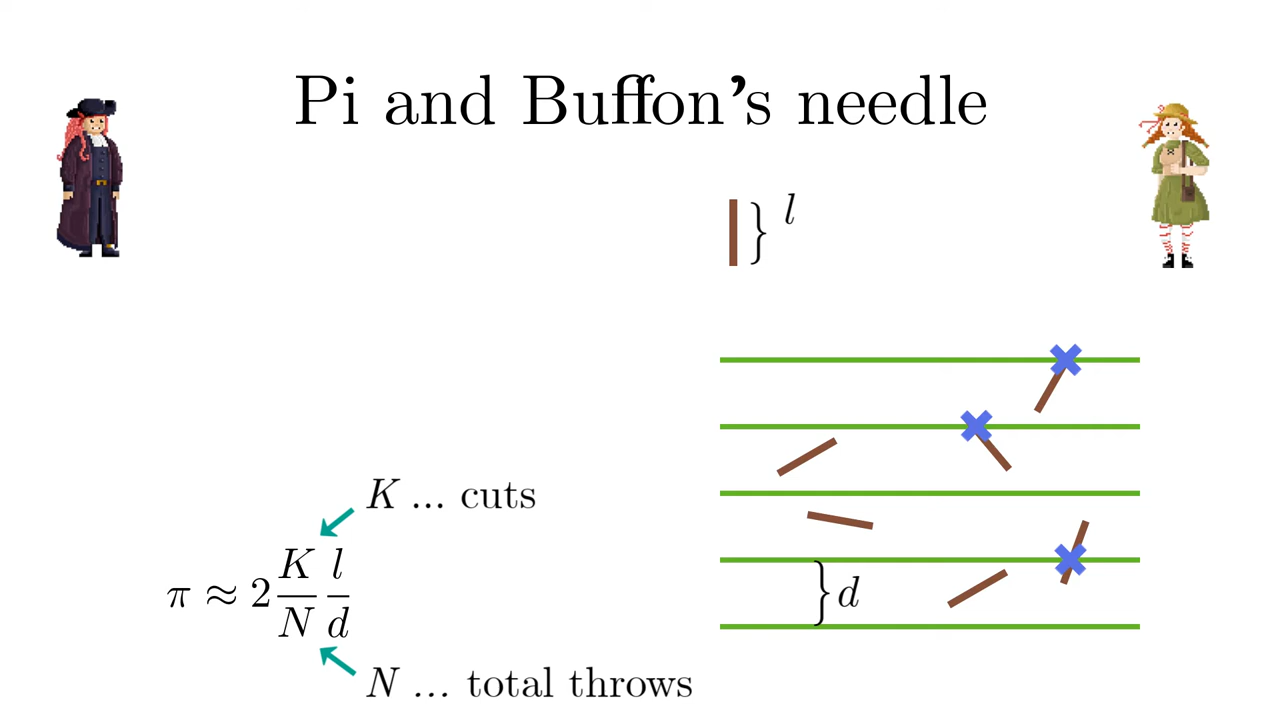 Pi and Buffon's needle
l
K ... cuts
π ≈ 2 K/N l/d
d
N ... total throws